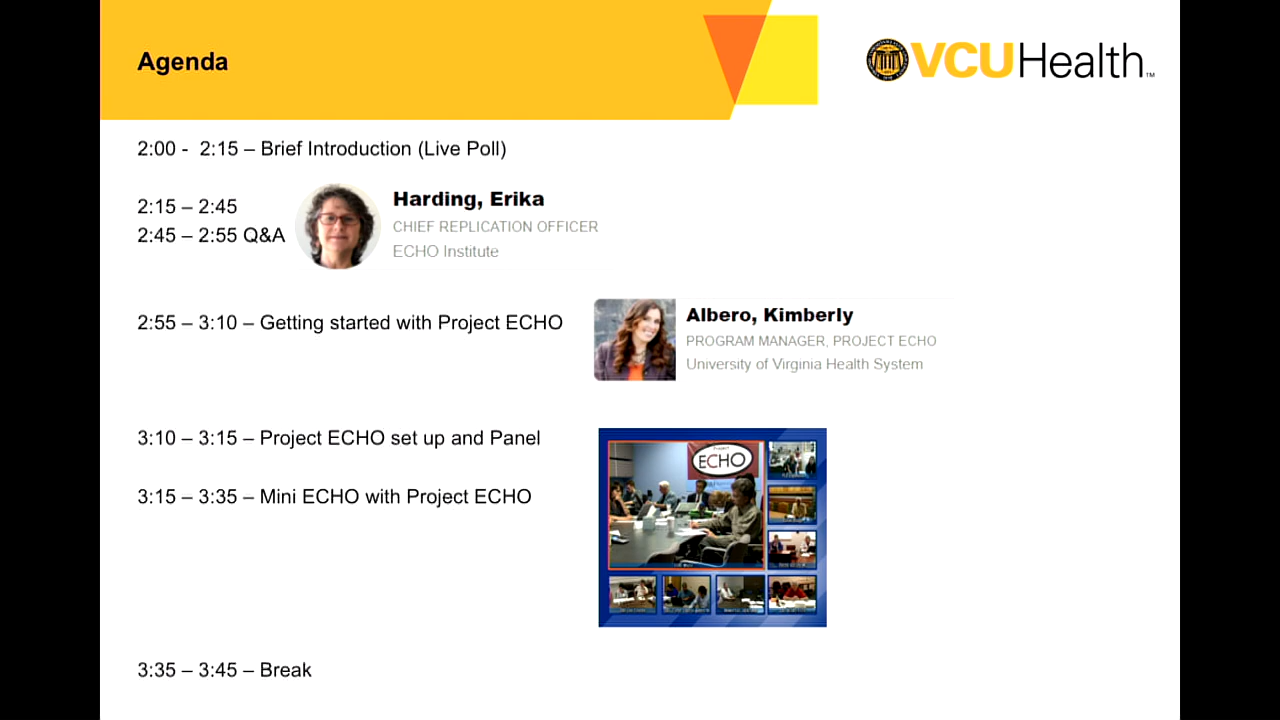 Agenda
VCUHealth™
2:00 - 2:15 – Brief Introduction (Live Poll)
2:15 – 2:45
2:45 – 2:55 Q&A
Harding, Erika
CHIEF REPLICATION OFFICER
ECHO Institute
2:55 – 3:10 – Getting started with Project ECHO
Albero, Kimberly
PROGRAM MANAGER, PROJECT ECHO
University of Virginia Health System
3:10 – 3:15 – Project ECHO set up and Panel
3:15 – 3:35 – Mini ECHO with Project ECHO
Project
ECHO
3:35 – 3:45 – Break